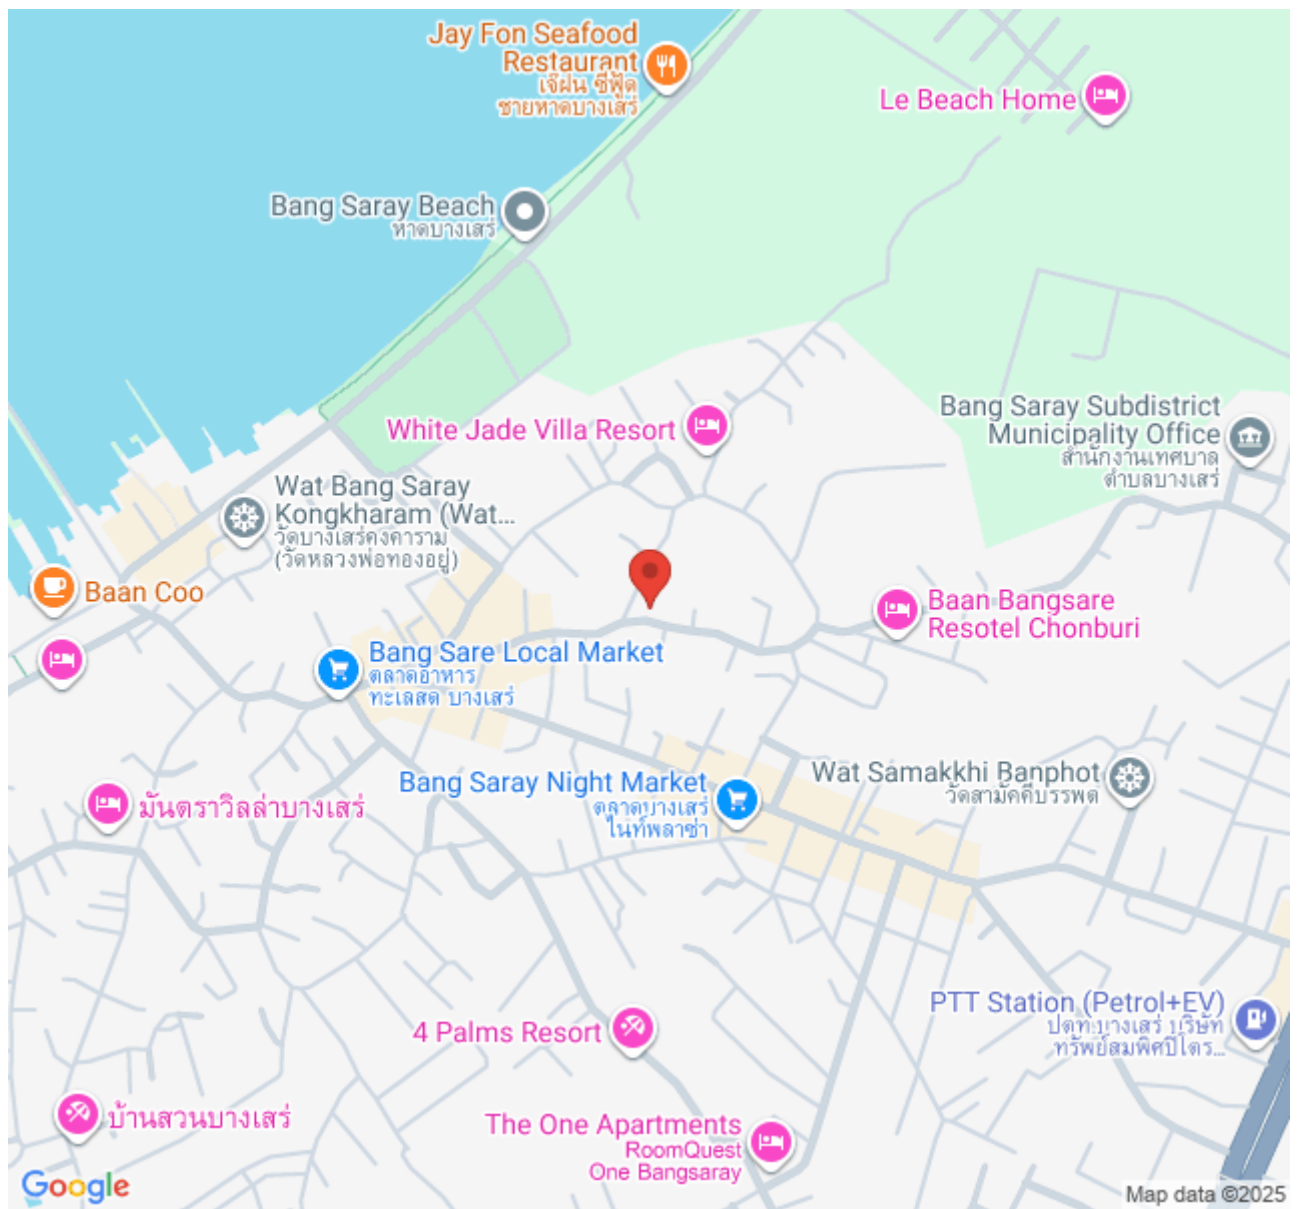 Jay Fon Seafood
Restaurant
เจ๊ฝน ซีฟู้ด
ชายหาดบางเสร่
Le Beach Home
Bang Saray Beach
หาดบางเสร่
White Jade Villa Resort
Bang Saray Subdistrict
Municipality Office
สำนักงานเทศบาล
ตำบลบางเสร่
Wat Bang Saray
Kongkharam (Wat...
วัดบางเสร่คงคาราม
(วัดหลวงพ่อทองอยู่)
Baan Coo
Baan Bangsare
Resotel Chonburi
Bang Sare Local Market
ตลาดอาหาร
ทะเลสด บางเสร่
Bang Saray Night Market
ตลาดบางเสร่
ไนท์พลาซ่า
Wat Samakkhi Banphot
วัดสามัคคีบรรพต
มันตราวิลล่าบางเสร่
PTT Station (Petrol+EV)
ปตท.บางเสร่ บริษัท
ทรัพย์สมพิศปิโตร...
4 Palms Resort
บ้านสวนบางเสร่
The One Apartments
RoomQuest
One Bangsaray
Google
Map data ©2025